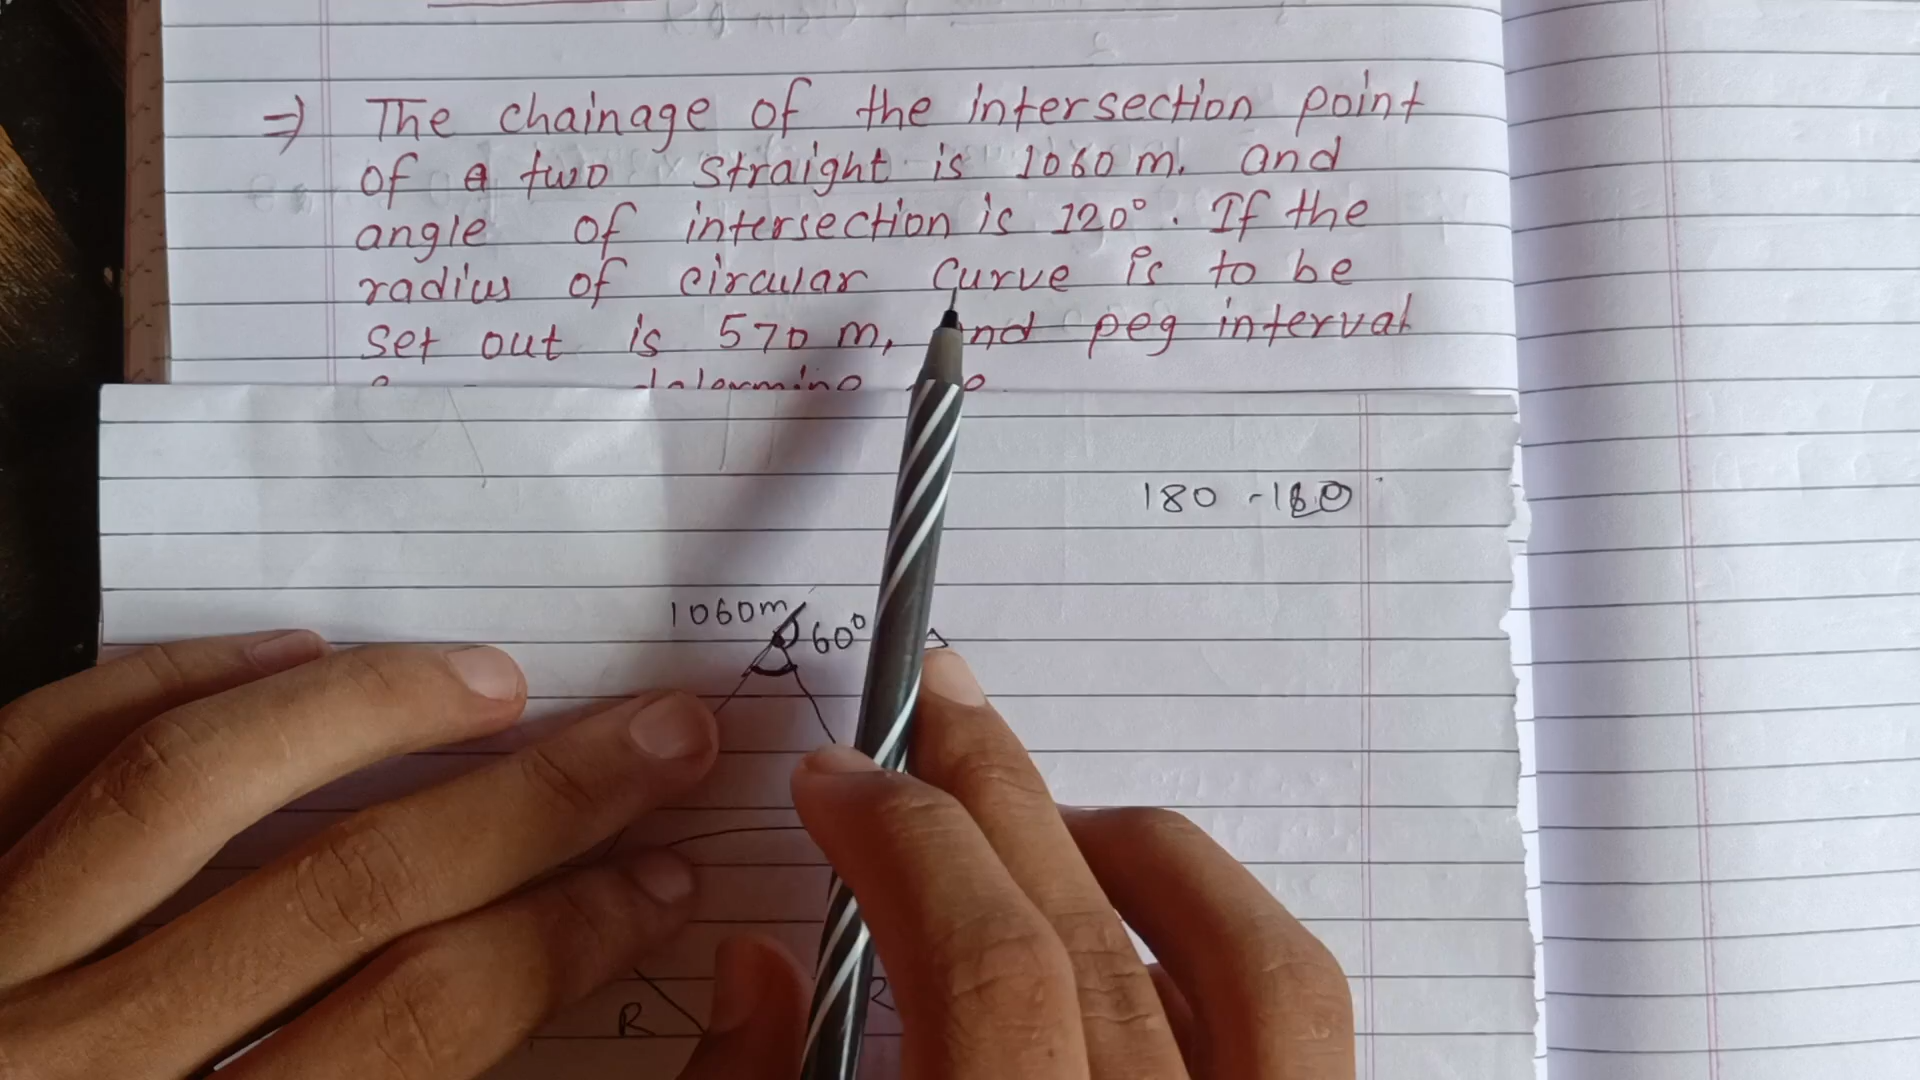 =) The chainage of the intersection point
of a two straight is 1060 m. and
angle of intersection is 120°. If the
radius of circular curve is to be
set out is 570 m, and peg interval
180 -
1060m
60°
R
R